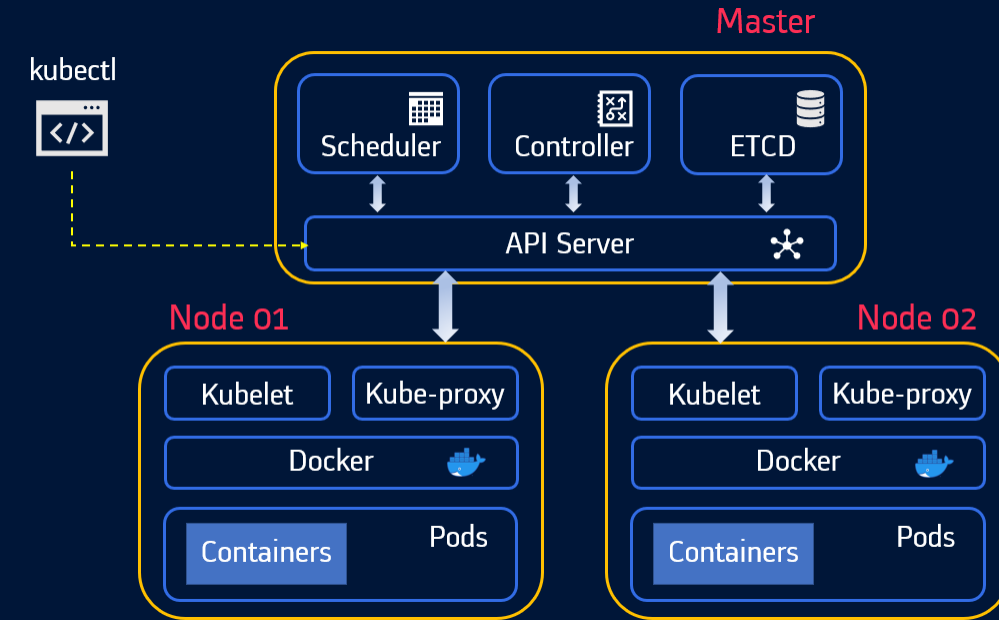 Master
kubectl
Scheduler
Controller
ETCD
API Server
Node 01
Node 02
Kubelet
Kube-proxy
Docker
Containers
Pods
Kubelet
Kube-proxy
Docker
Containers
Pods